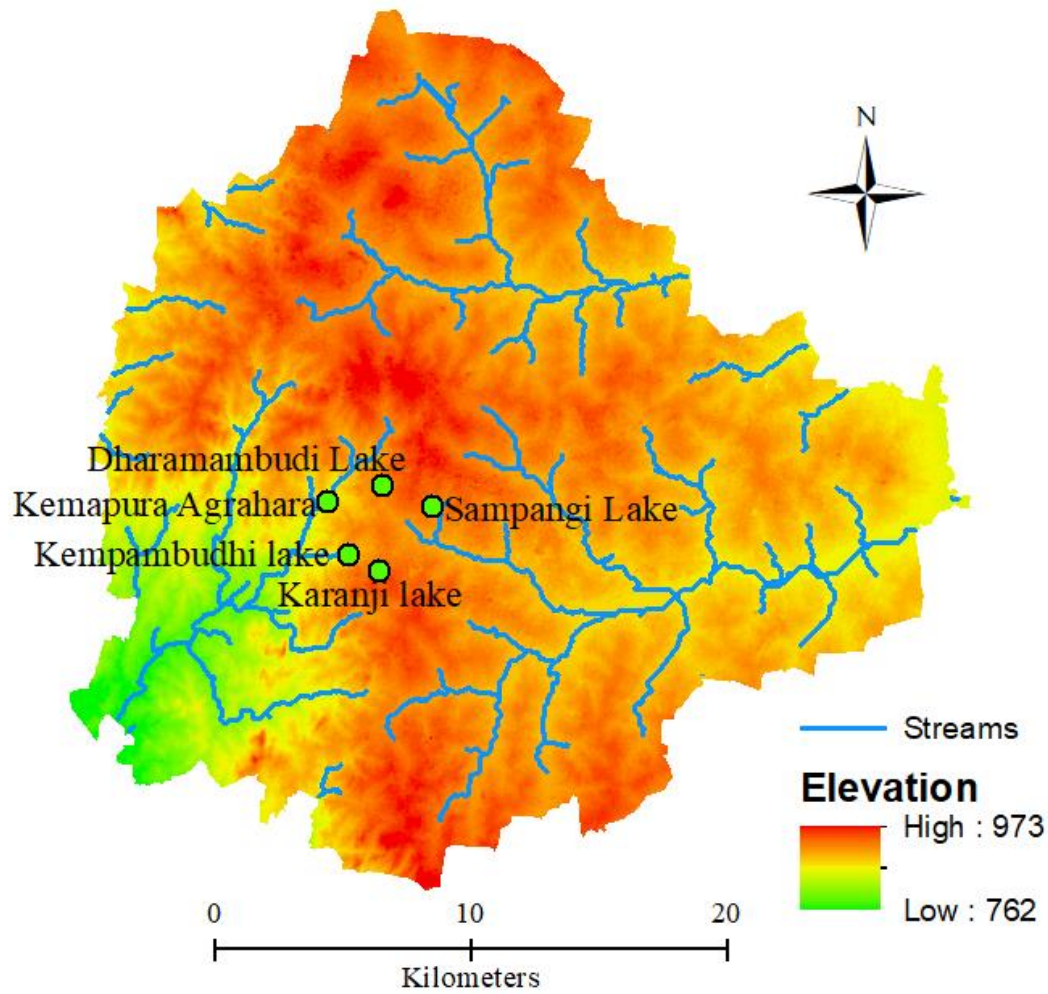 N
Dharamambudi Lake
Kemapura Agrahara
Sampangi Lake
Kempambudhi lake
Karanji lake
Streams
Elevation
High : 973
Low : 762
0 10 20
Kilometers